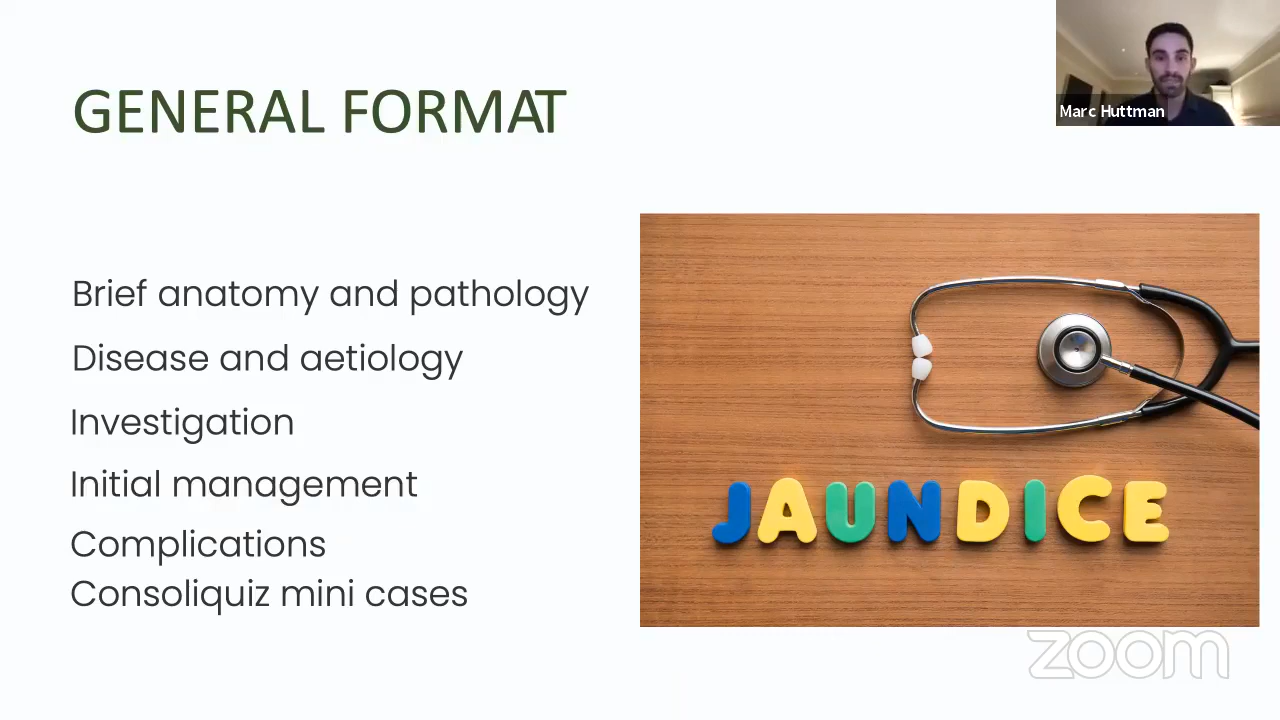 GENERAL FORMAT
Marc Huttman
Brief anatomy and pathology
Disease and aetiology
Investigation
Initial management
Complications
Consoliquiz mini cases
JAUNDICE
zoom